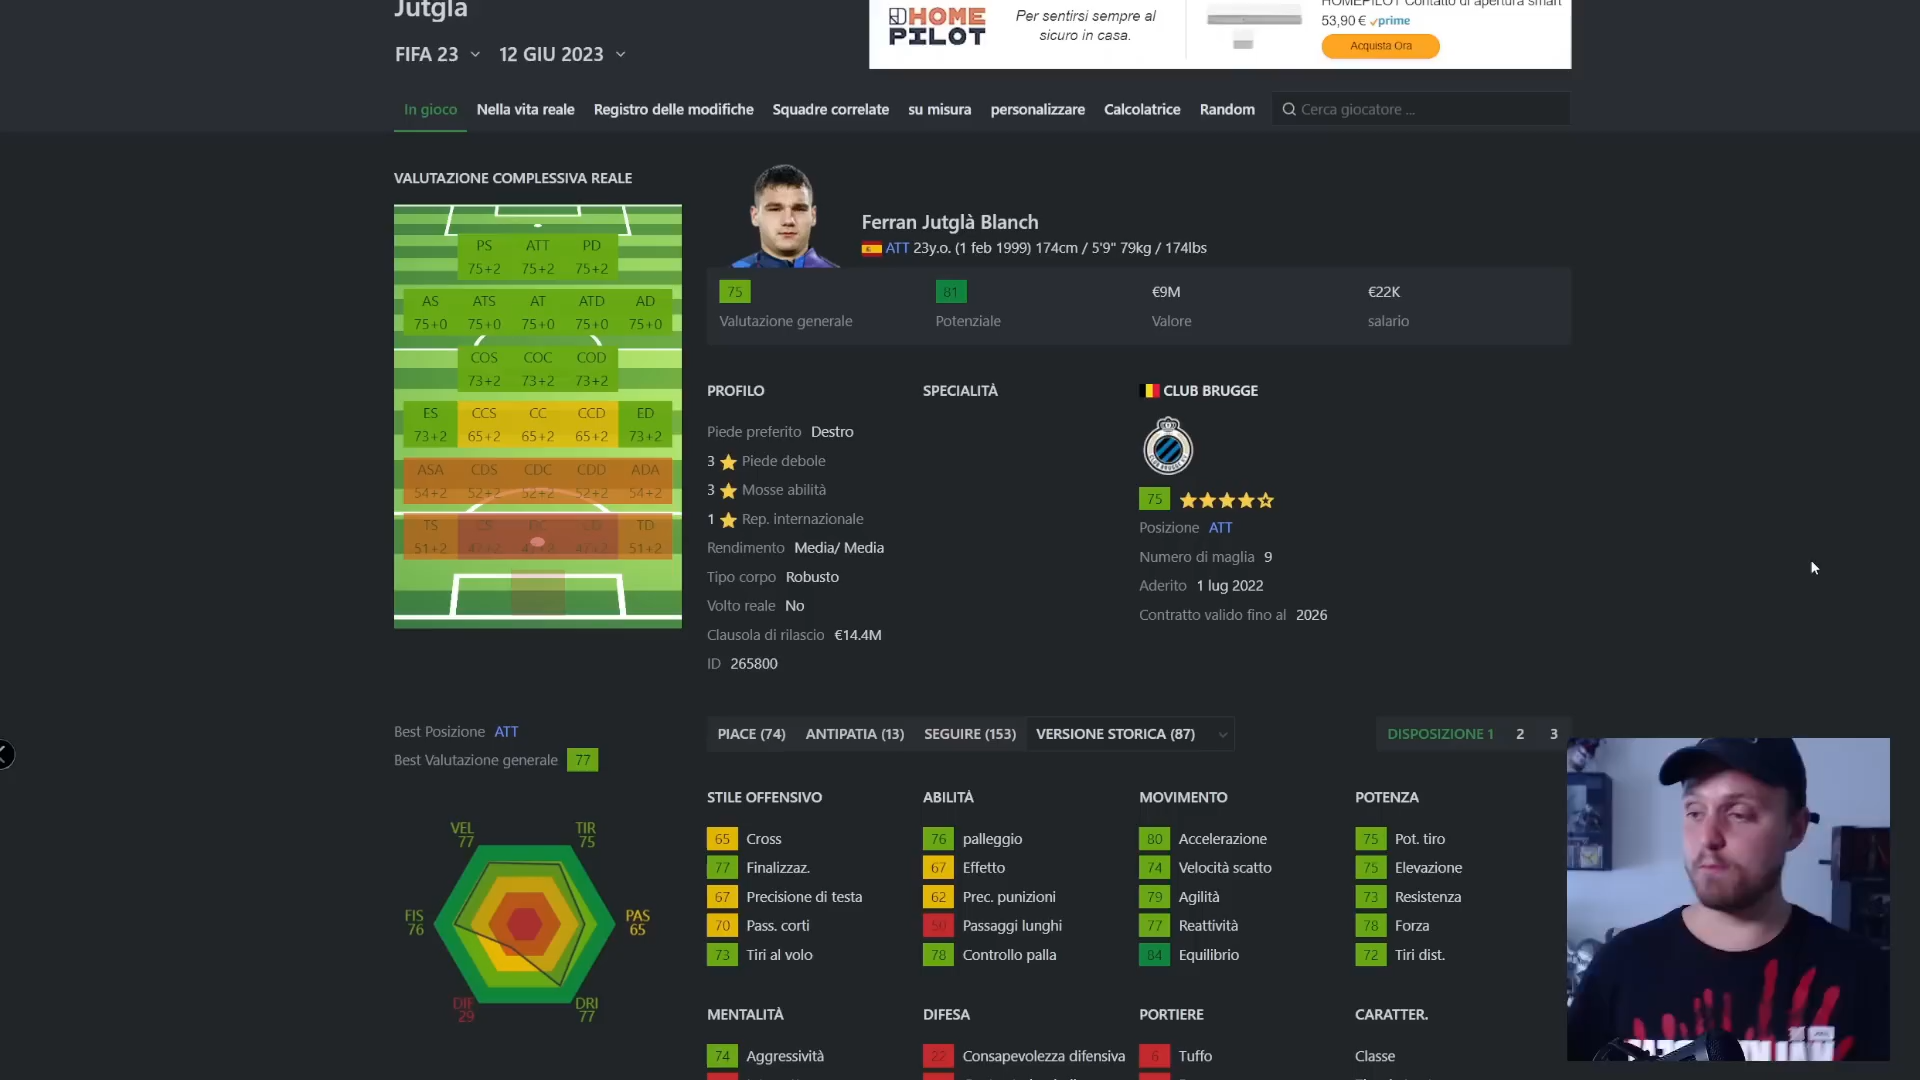 Jutglà
FIFA 23
12 GIU 2023
HOME PILOT
Per sentirsi sempre al
sicuro in casa.
HOMEPILOT Contatto di apertura smart
53,90 € prime
Acquista Ora
In gioco
Nella vita reale
Registro delle modifiche
Squadre correlate
su misura
personalizzare
Calcolatrice
Random
Cerca giocatore ...
VALUTAZIONE COMPLESSIVA REALE
PS ATT PD
75+2 75+2 75+2
AS ATS AT ATD AD
75+0 75+0 75+0 75+0 75+0
COS COC COD
73+2 73+2 73+2
ES CCS CC CCD ED
73+2 65+2 65+2 65+2 73+2
ASA CDS CDC CDD ADA
54+2 52+2 52+2 52+2 54+2
TS TD
51+2 47+2 47+2 51+2
Ferran Jutglà Blanch
ATT 23y.o. (1 feb 1999) 174cm / 5'9" 79kg / 174lbs
75
Valutazione generale
81
Potenziale
€9M
Valore
€22K
salario
PROFILO
Piede preferito Destro
3 Piede debole
3 Mosse abilità
1 Rep. internazionale
Rendimento Media/ Media
Tipo corpo Robusto
Volto reale No
Clausola di rilascio €14.4M
ID 265800
SPECIALITÀ
CLUB BRUGGE
75
Posizione ATT
Numero di maglia 9
Aderito 1 lug 2022
Contratto valido fino al 2026
Best Posizione ATT
Best Valutazione generale 77
PIACE (74)
ANTIPATIA (13)
SEGUIRE (153)
VERSIONE STORICA (87)
DISPOSIZIONE 1 2 3
VEL
77
TIR
75
FIS
76
PAS
65
DIF
29
DRI
77
STILE OFFENSIVO
65 Cross
77 Finalizzaz.
67 Precisione di testa
70 Pass. corti
73 Tiri al volo
ABILITÀ
76 palleggio
67 Effetto
62 Prec. punizioni
50 Passaggi lunghi
78 Controllo palla
MOVIMENTO
80 Accelerazione
74 Velocità scatto
79 Agilità
77 Reattività
84 Equilibrio
POTENZA
75 Pot. tiro
75 Elevazione
73 Resistenza
78 Forza
72 Tiri dist.
MENTALITÀ
74 Aggressività
DIFESA
22 Consapevolezza difensiva
PORTIERE
6 Tuffo
CARATTER.
Classe